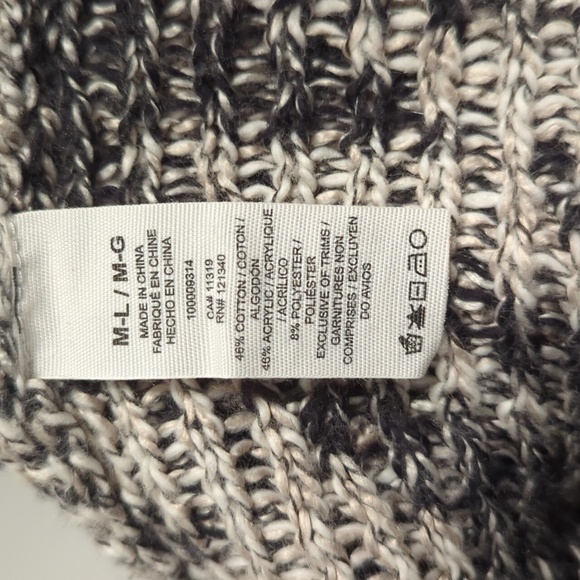 M-L / M-G
MADE IN CHINA
FABRIQUÉ EN CHINE
HECHO EN CHINA
100009314
CA# 11319
RN# 121340
46% COTTON / COTON /
ALGODÓN
46% ACRYLIC / ACRYLIQUE
/ ACRÍLICO
8% POLYESTER /
POLIÉSTER
EXCLUSIVE OF TRIMS /
GARNITURES NON
COMPRISES / EXCLUYEN
DO AVIOS